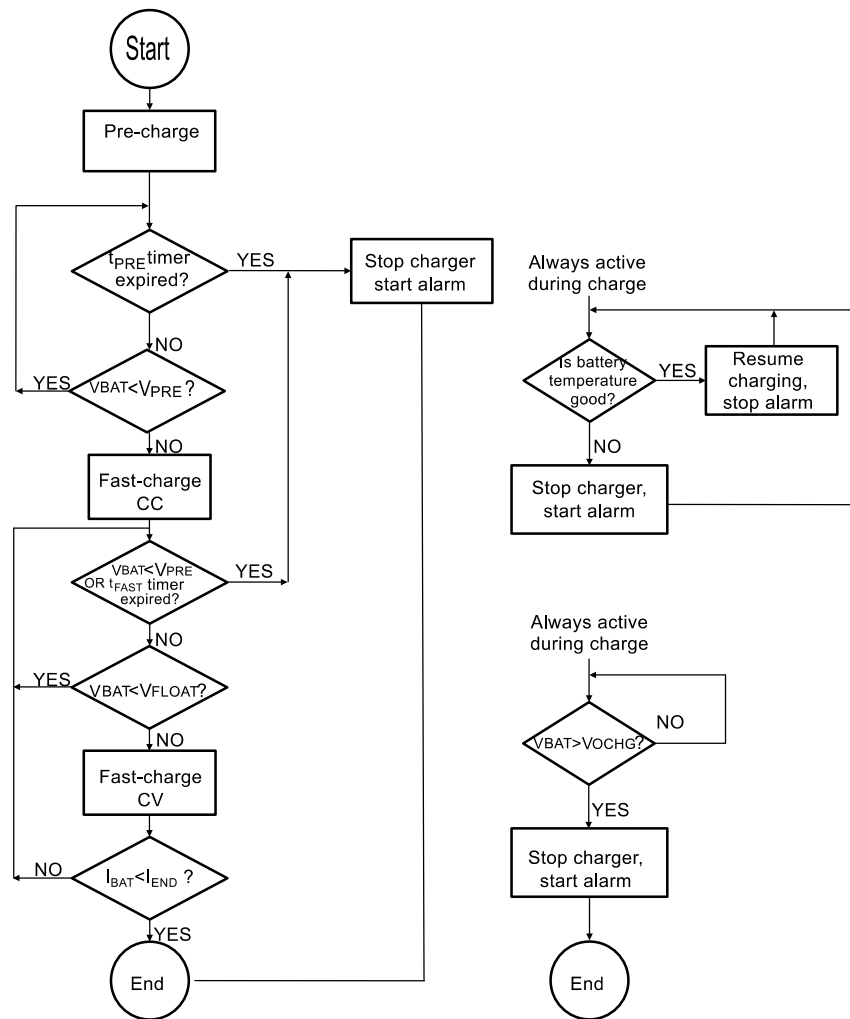 Start
Pre-charge
tPRE timer
expired?
YES
Stop charger
start alarm
NO
VBAT<VPRE?
YES
NO
Fast-charge
CC
VBAT<VPRE
OR tFAST timer
expired?
YES
NO
VBAT<VFLOAT?
YES
NO
Fast-charge
CV
IBAT<IEND ?
NO
YES
End
Always active
during charge
Is battery
temperature
good?
YES
Resume
charging,
stop alarm
NO
Stop charger,
start alarm
Always active
during charge
VBAT>VOCHG?
NO
YES
Stop charger,
start alarm
End